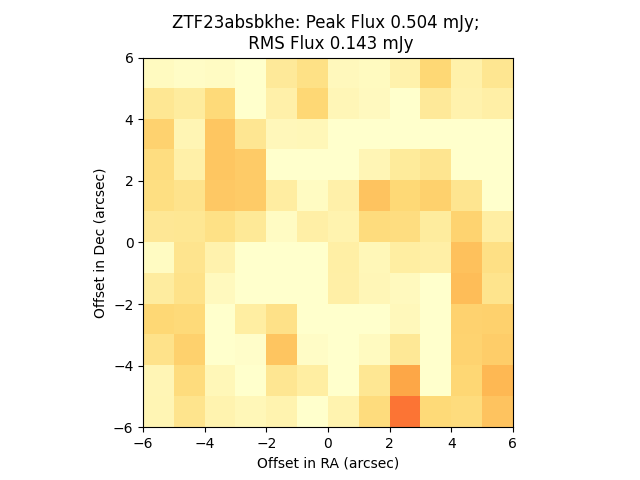 ZTF23absbkhe: Peak Flux 0.504 mJy;
RMS Flux 0.143 mJy
6
4
2
0
−2
−4
−6
Offset in Dec (arcsec)
−6 −4 −2 0 2 4 6
Offset in RA (arcsec)